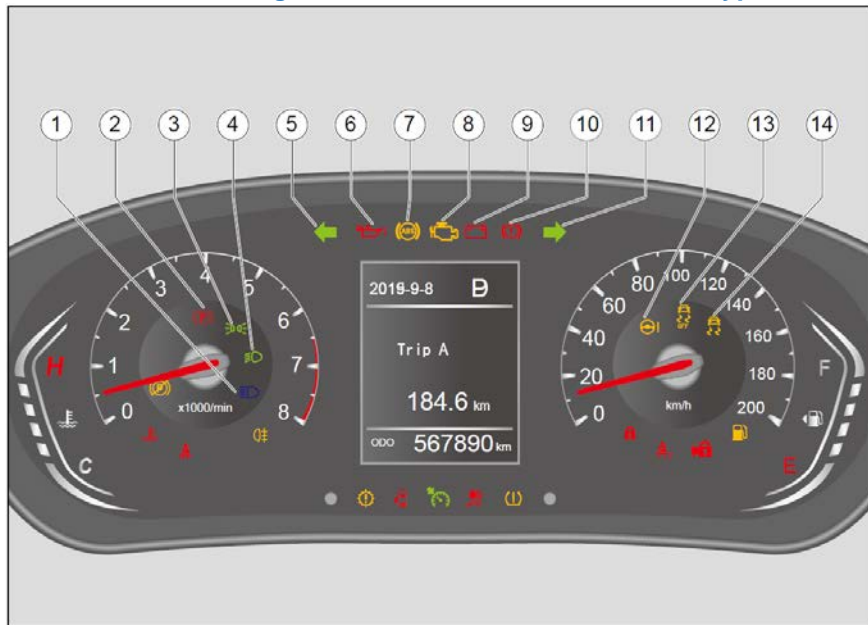 1 2 3 4 5 6 7 8 9 10 11 12 13 14
ABS
0 1 2 3 4 5 6 7 8
x1000/min
H
C
2019-9-8
Trip A
184.6 km
ODO 567890 km
0 20 40 60 80 100 120 140 160 180 200
km/h
F
E